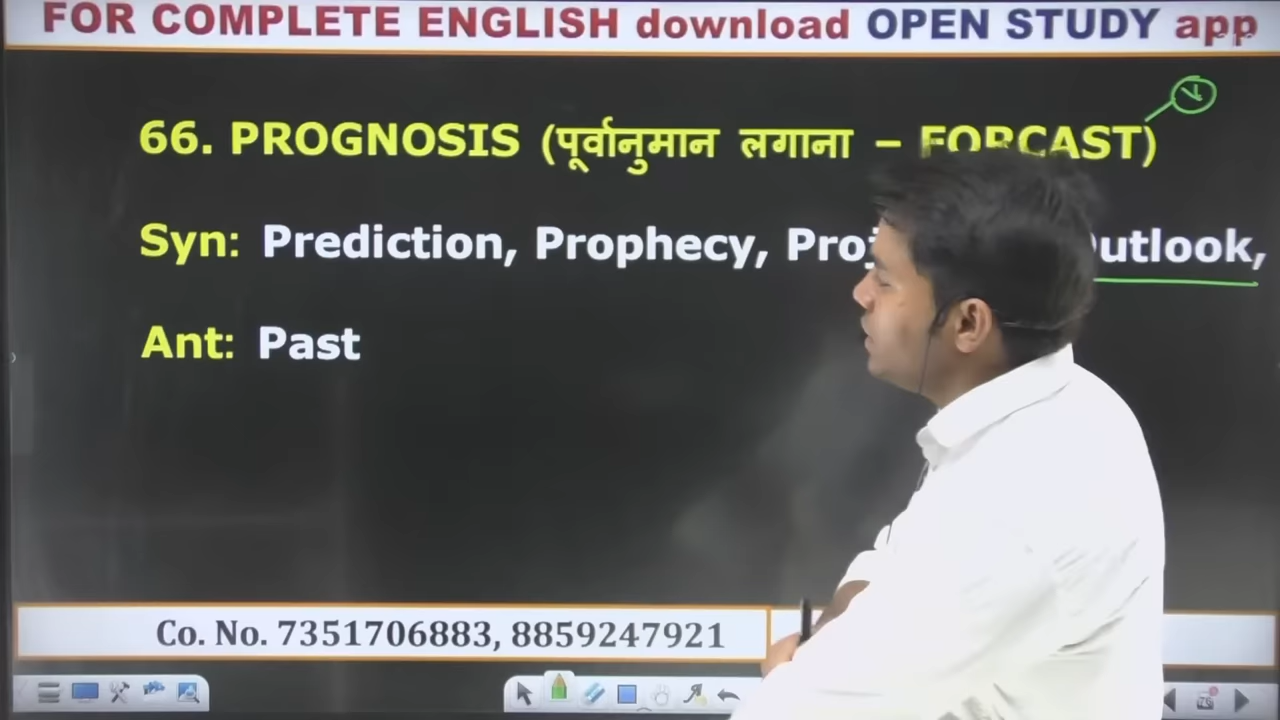 FOR COMPLETE ENGLISH download OPEN STUDY app
66. PROGNOSIS (पूर्वानुमान लगाना – FORCAST)
Syn: Prediction, Prophecy,
Ant: Past
Co. No. 7351706883, 8859247921